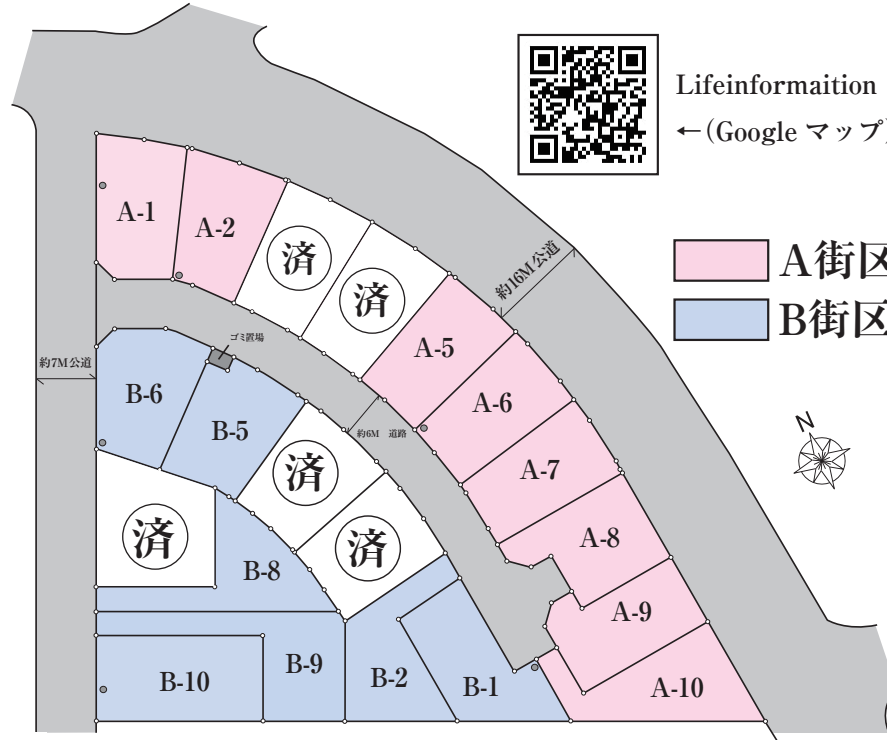 Lifeinformaition
←(Google マップ)
A-1
A-2
済
済
約16M公道
A街区
B街区
ゴミ置場
約7M公道
A-5
B-6
A-6
N
B-5
約6M 道路
済
A-7
済
済
A-8
B-8
A-9
B-9
B-10
B-2
B-1
A-10